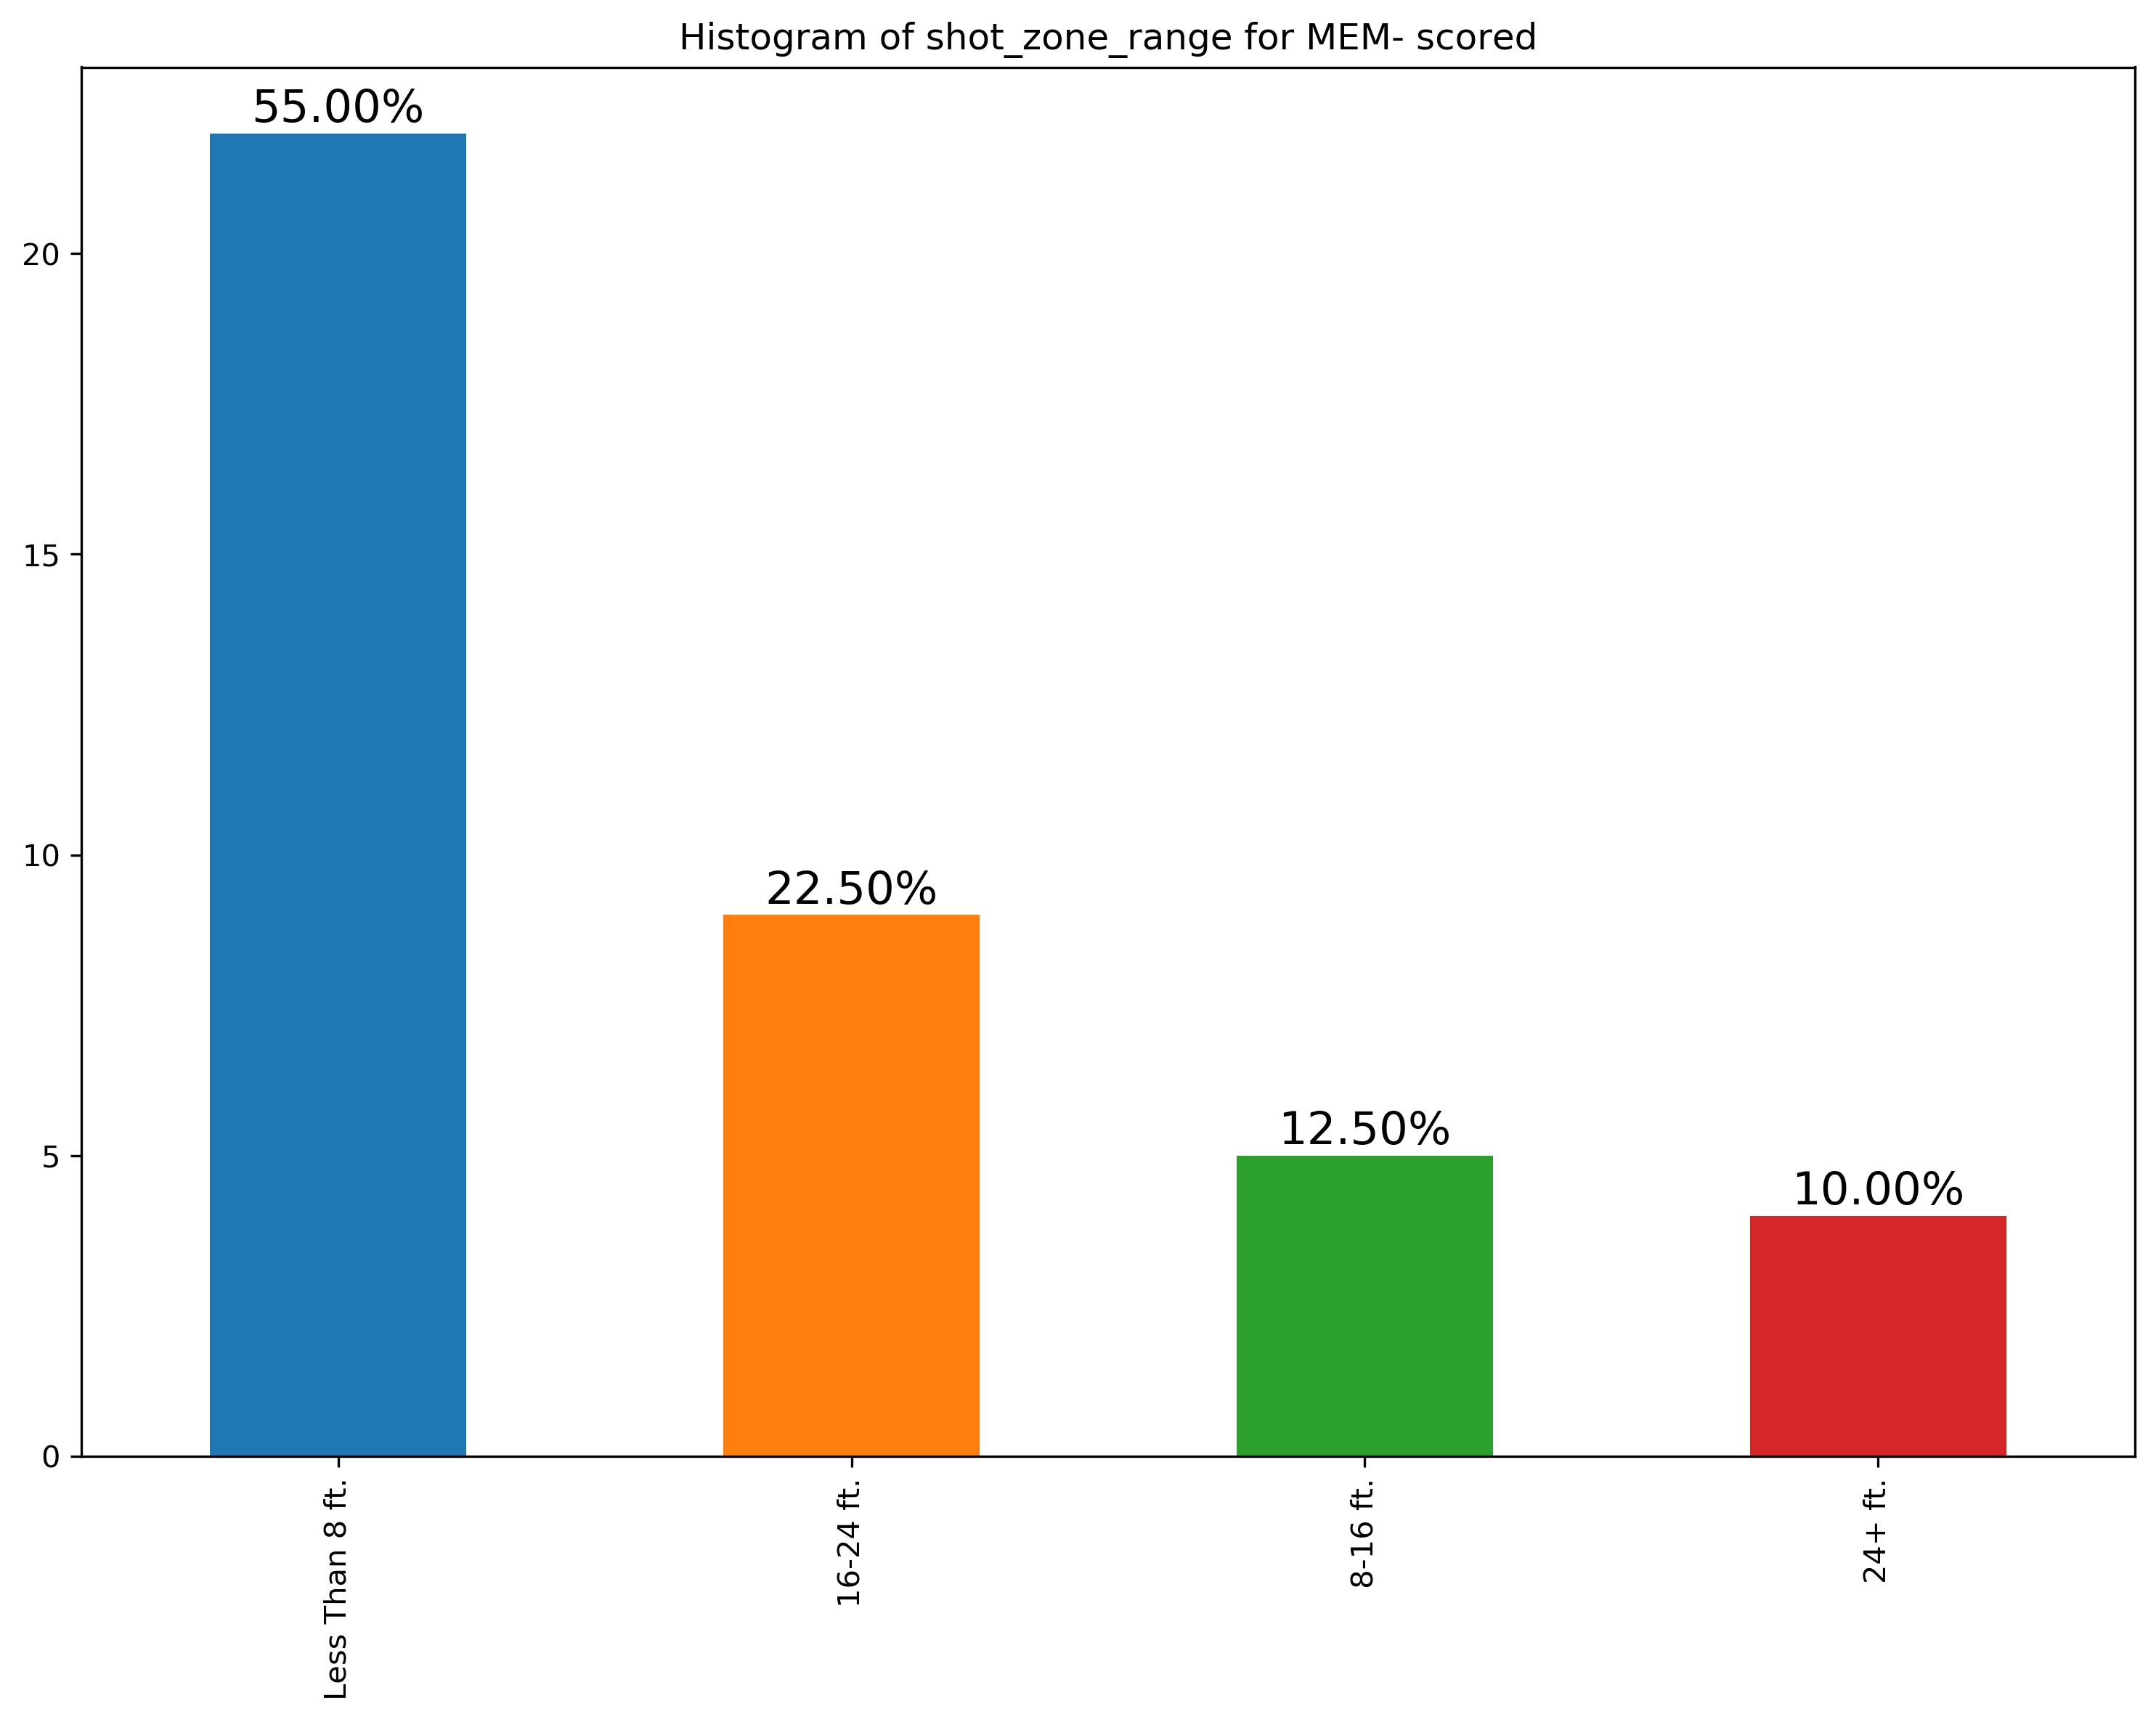 Histogram of shot_zone_range for MEM- scored
55.00%
20
15
10
22.50%
5
12.50%
10.00%
0
Less Than 8 ft.
16-24 ft.
8-16 ft.
24+ ft.